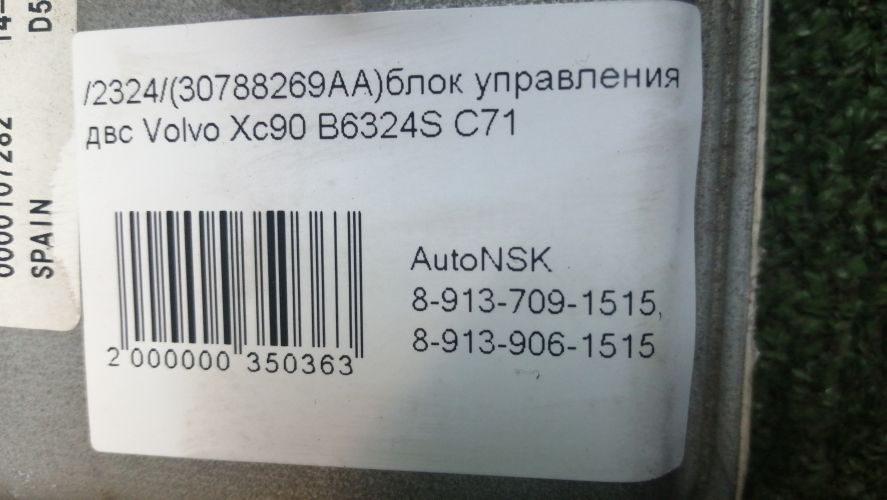 /2324/(30788269AA)блок управления
двс Volvo Xc90 B6324S C71
AutoNSK
8-913-709-1515,
8-913-906-1515
2 000000 350363
SPAIN